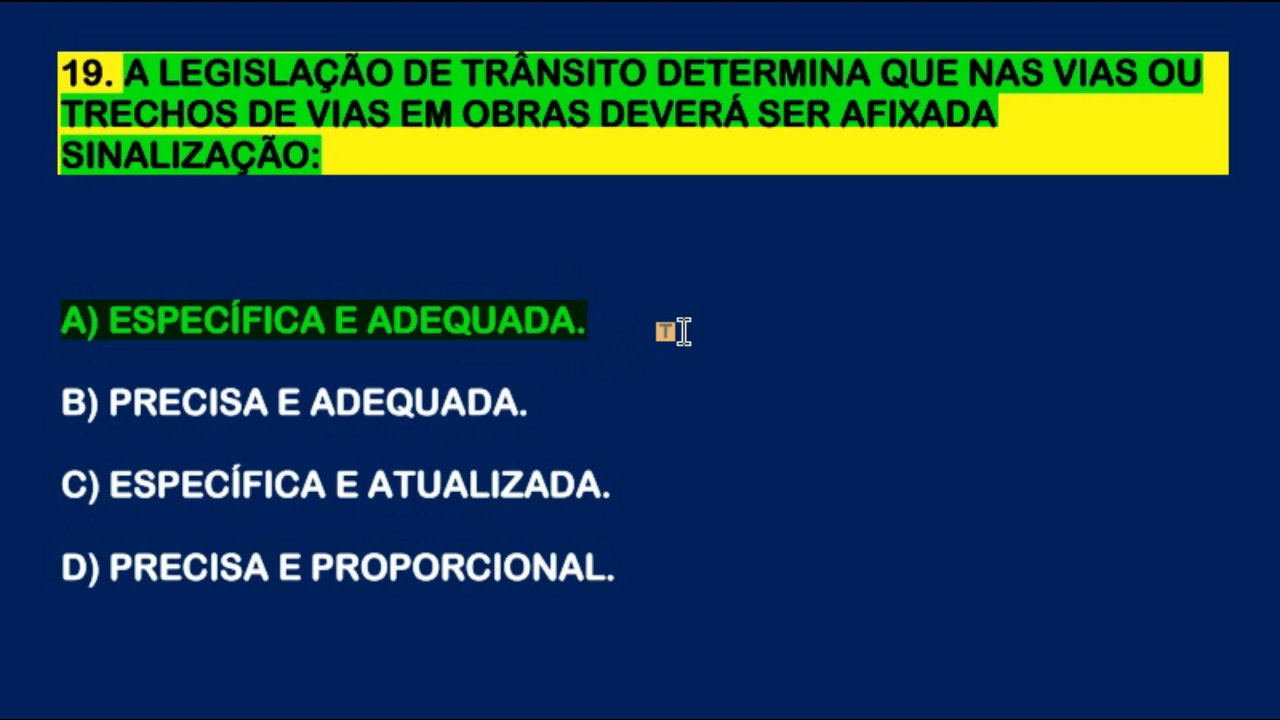 19. A LEGISLAÇÃO DE TRÂNSITO DETERMINA QUE NAS VIAS OU
TRECHOS DE VIAS EM OBRAS DEVERÁ SER AFIXADA
SINALIZAÇÃO:
A) ESPECÍFICA E ADEQUADA.
T
B) PRECISA E ADEQUADA.
C) ESPECÍFICA E ATUALIZADA.
D) PRECISA E PROPORCIONAL.